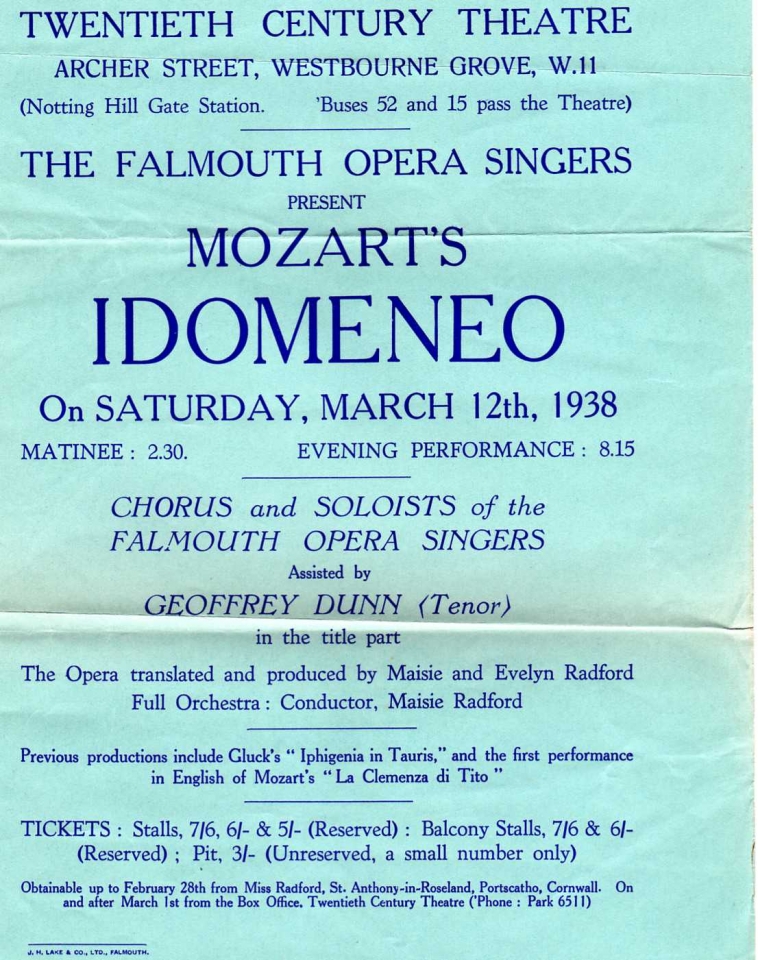 TWENTIETH CENTURY THEATRE
ARCHER STREET, WESTBOURNE GROVE, W.11
(Notting Hill Gate Station. 'Buses 52 and 15 pass the Theatre)
THE FALMOUTH OPERA SINGERS
PRESENT
MOZART'S
IDOMENEO
On SATURDAY, MARCH 12th, 1938
MATINEE : 2.30. EVENING PERFORMANCE : 8.15
CHORUS and SOLOISTS of the
FALMOUTH OPERA SINGERS
Assisted by
GEOFFREY DUNN (Tenor)
in the title part
The Opera translated and produced by Maisie and Evelyn Radford
Full Orchestra : Conductor, Maisie Radford
Previous productions include Gluck's " Iphigenia in Tauris," and the first performance
in English of Mozart's " La Clemenza di Tito "
TICKETS : Stalls, 7/6, 6/- & 5/- (Reserved) : Balcony Stalls, 7/6 & 6/-
(Reserved) ; Pit, 3/- (Unreserved, a small number only)
Obtainable up to February 28th from Miss Radford, St. Anthony-in-Roseland, Portscatho, Cornwall. On
and after March 1st from the Box Office, Twentieth Century Theatre ('Phone : Park 6511)
J. H. LAKE & CO., LTD., FALMOUTH.